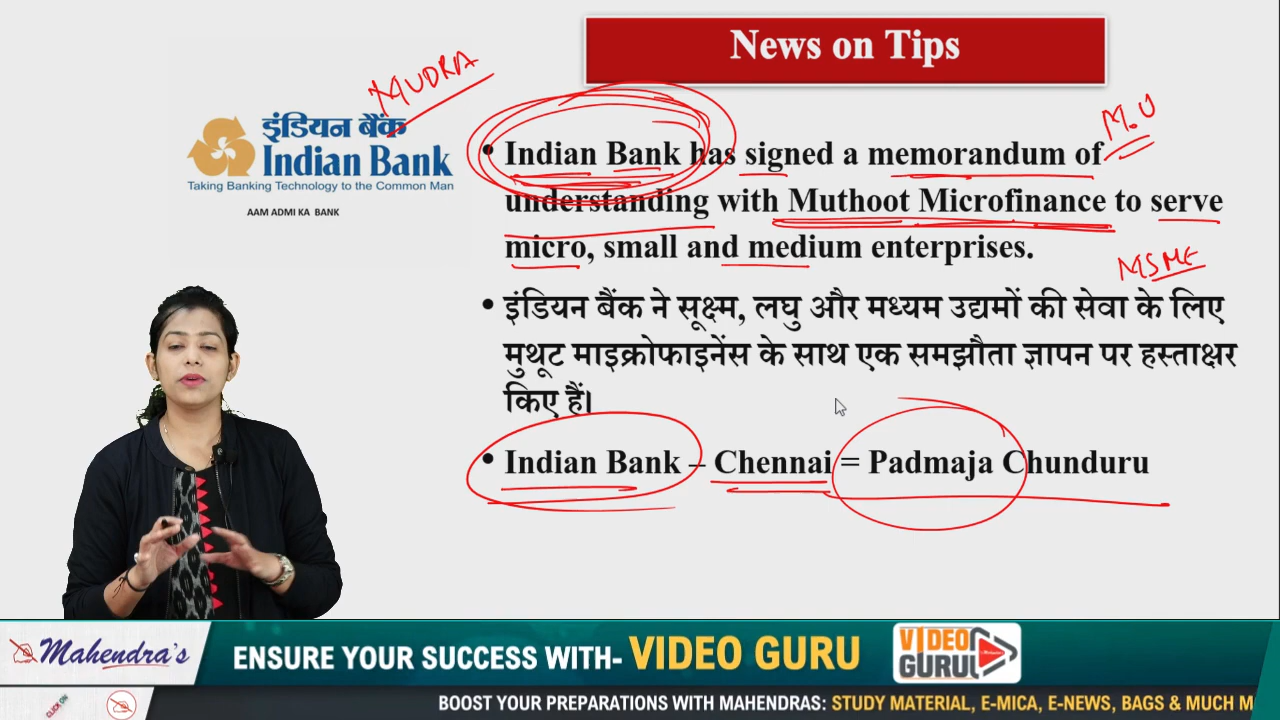 News on Tips
MUDRA
इंडियन बैंक
Indian Bank
Taking Banking Technology to the Common Man
AAM ADMI KA BANK
• Indian Bank has signed a memorandum of
M.U
understanding with Muthoot Microfinance to serve
micro, small and medium enterprises.
MSME
• इंडियन बैंक ने सूक्ष्म, लघु और मध्यम उद्यमों की सेवा के लिए
मुथूट माइक्रोफाइनेंस के साथ एक समझौता ज्ञापन पर हस्ताक्षर
किए हैं।
• Indian Bank – Chennai = Padmaja Chunduru
Mahendra's
ENSURE YOUR SUCCESS WITH- VIDEO GURU
VIDEO
GURU
CLICK ON
BOOST YOUR PREPARATIONS WITH MAHENDRAS: STUDY MATERIAL, E-MICA, E-NEWS, BAGS & MUCH M